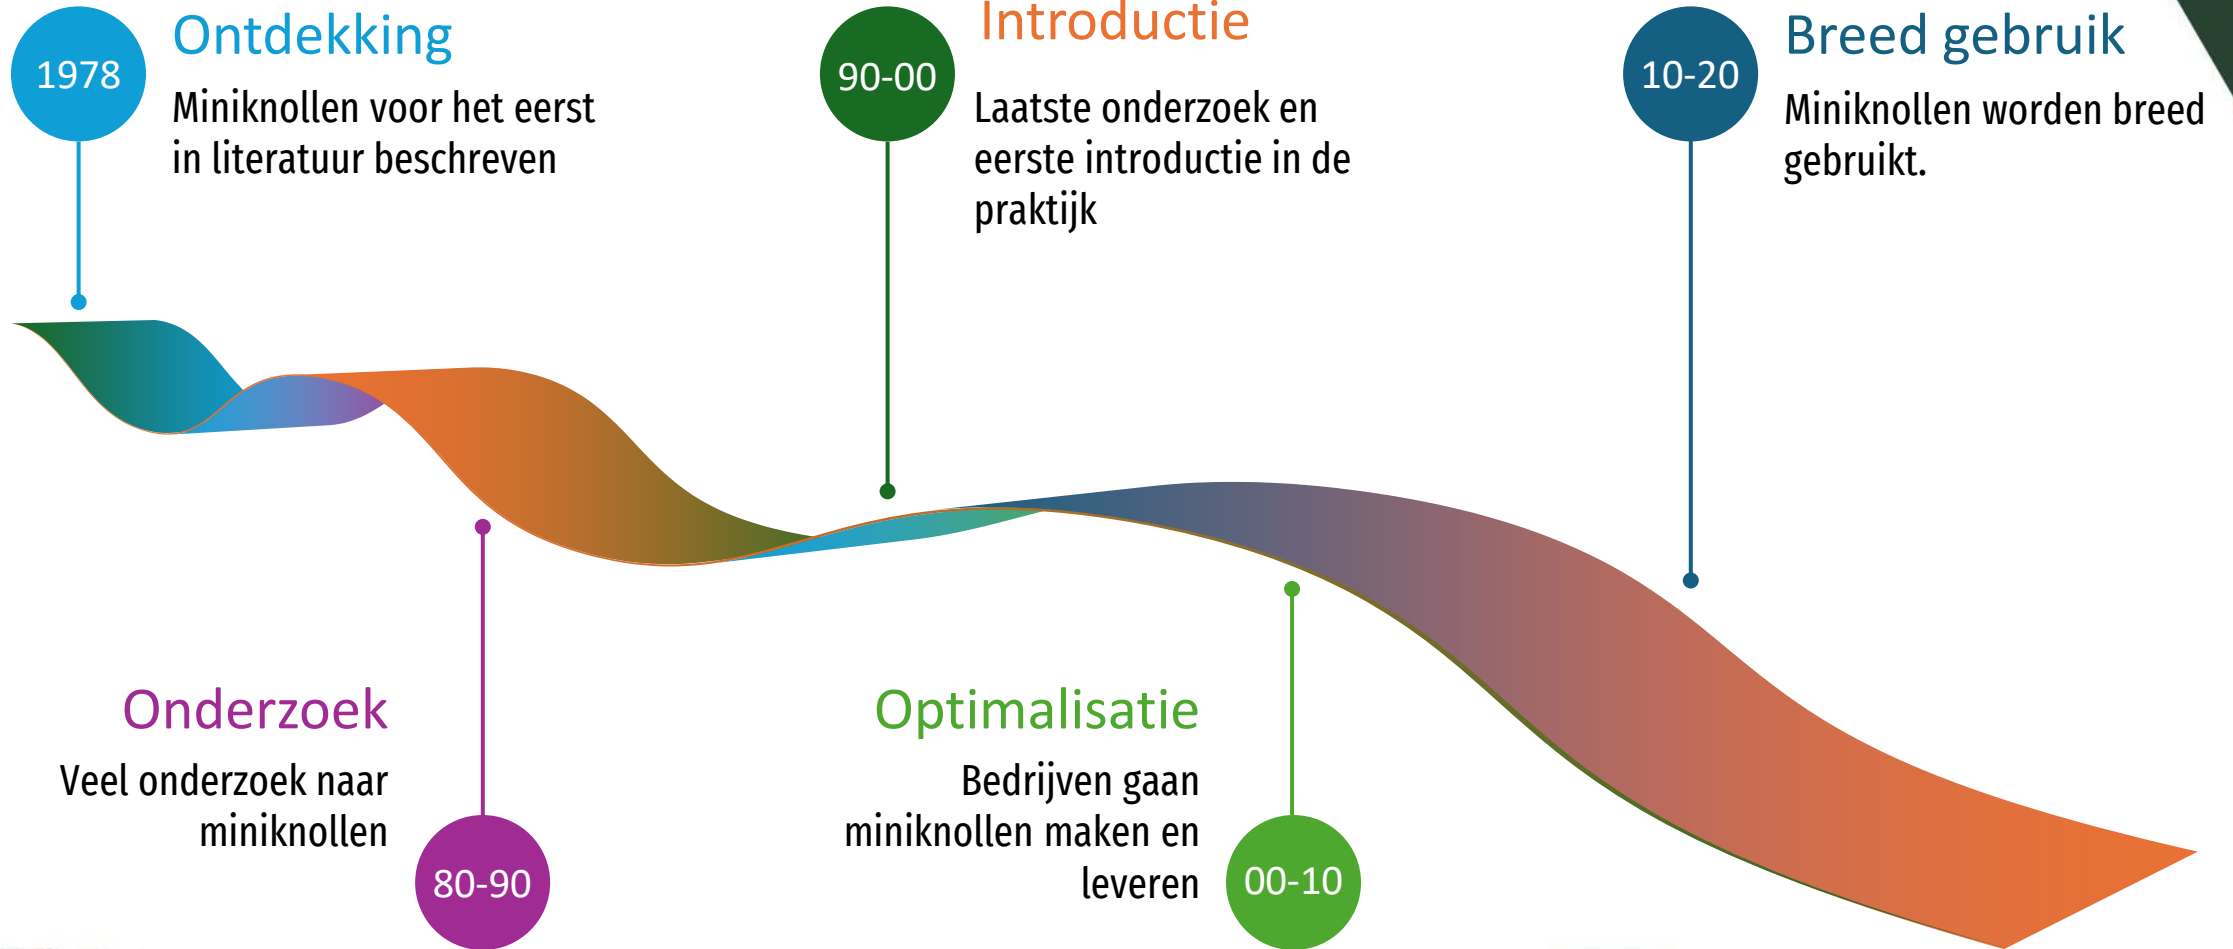 1978
Ontdekking
Miniknollen voor het eerst
in literatuur beschreven
80-90
Onderzoek
Veel onderzoek naar
miniknollen
90-00
Introductie
Laatste onderzoek en
eerste introductie in de
praktijk
00-10
Optimalisatie
Bedrijven gaan
miniknollen maken en
leveren
10-20
Breed gebruik
Miniknollen worden breed
gebruikt.